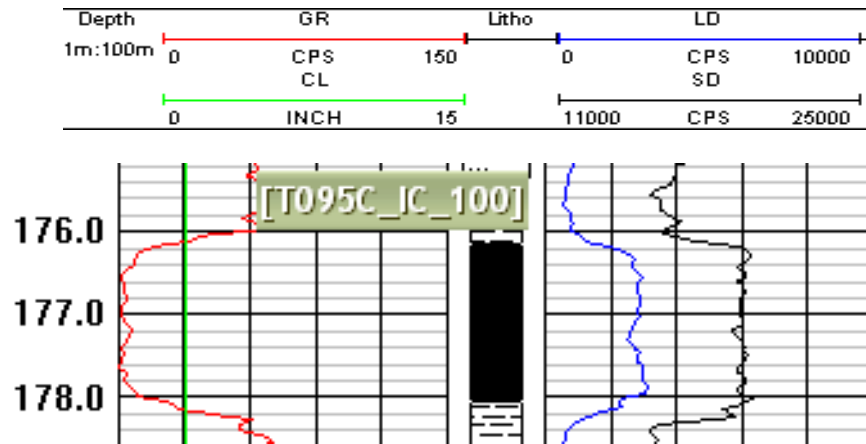 Depth GR Litho LD
1m:100m 0 CPS 150 0 CPS 10000
CL SD
0 INCH 15 11000 CPS 25000
[T095C_IC_100]
176.0
177.0
178.0